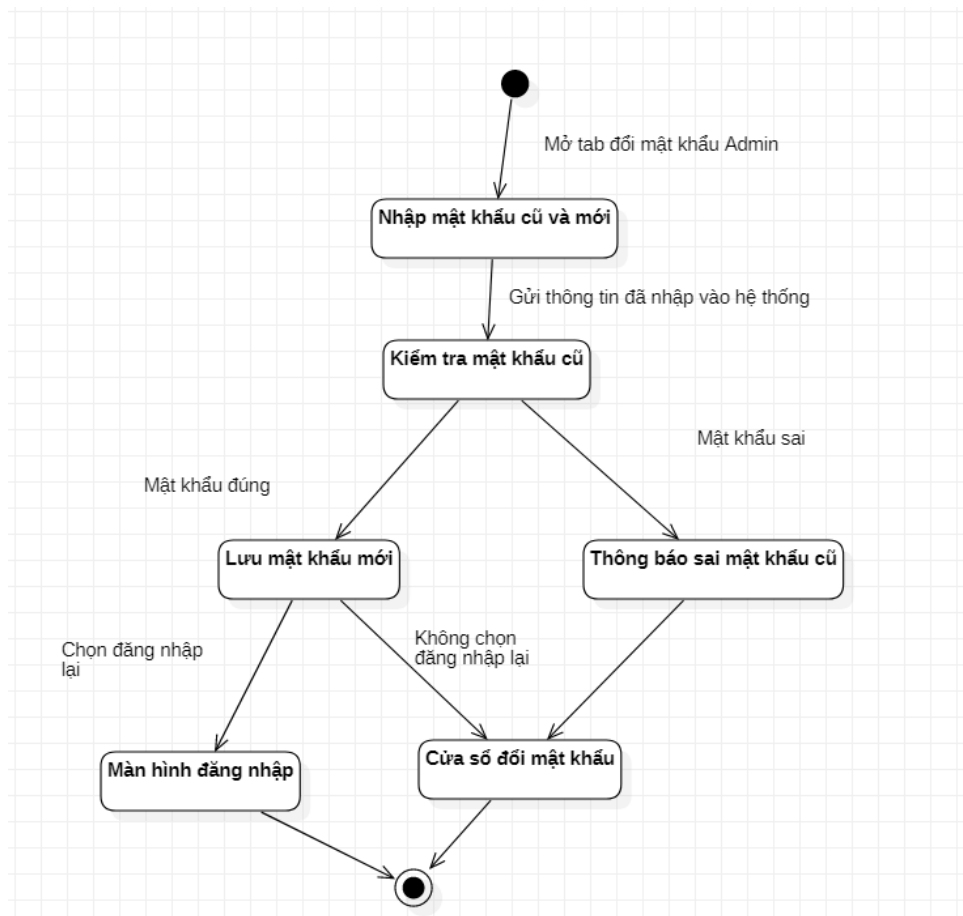 Mở tab đổi mật khẩu Admin
Nhập mật khẩu cũ và mới
Gửi thông tin đã nhập vào hệ thống
Kiểm tra mật khẩu cũ
Mật khẩu sai
Mật khẩu đúng
Lưu mật khẩu mới
Thông báo sai mật khẩu cũ
Chọn đăng nhập
lại
Không chọn
đăng nhập lại
Màn hình đăng nhập
Cửa sổ đổi mật khẩu